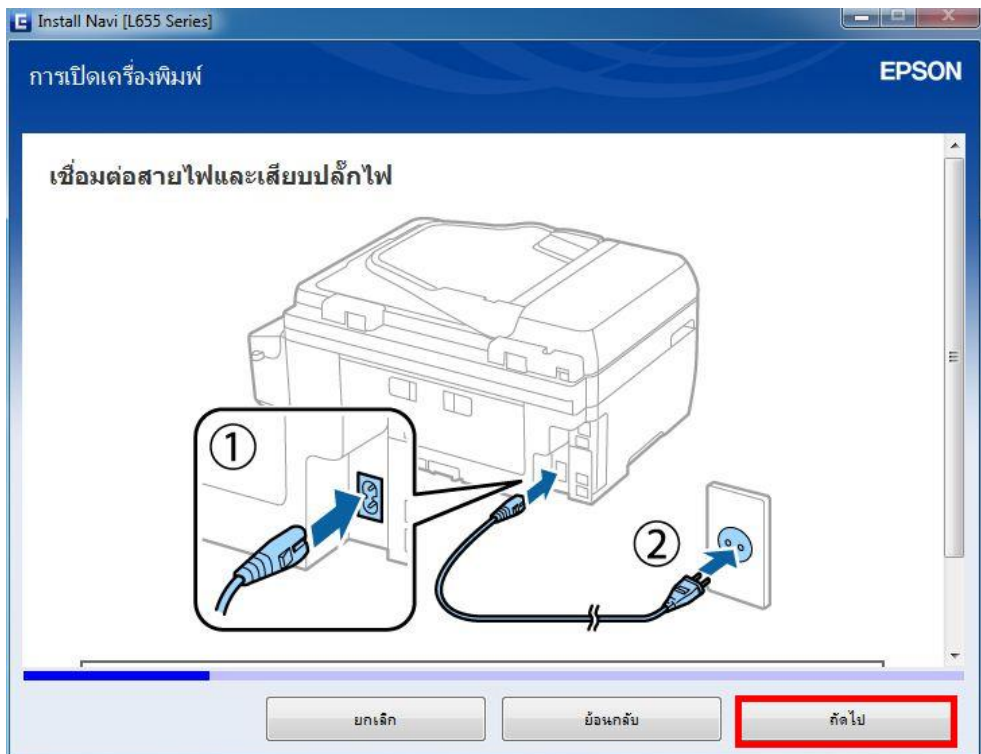 Install Navi [L655 Series]
การเปิดเครื่องพิมพ์
EPSON
เชื่อมต่อสายไฟและเสียบปลั๊กไฟ
①
②
ยกเลิก
ย้อนกลับ
ถัดไป